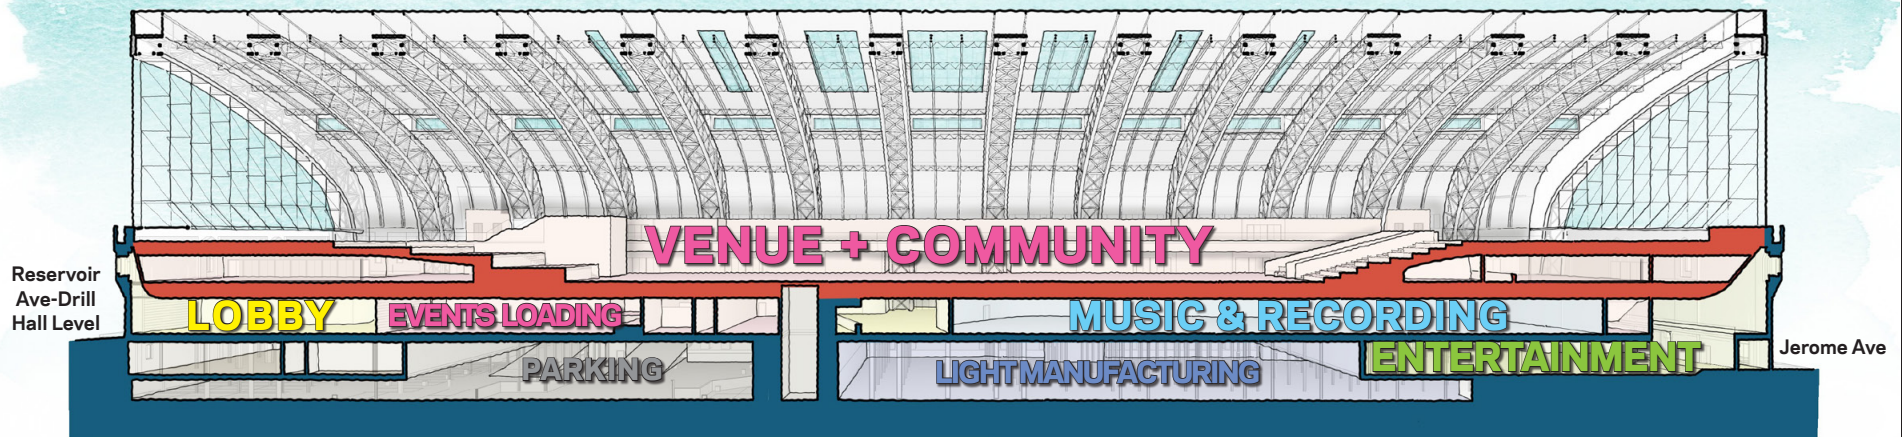 VENUE + COMMUNITY
Reservoir
Ave-Drill
Hall Level
LOBBY
EVENTS LOADING
MUSIC & RECORDING
PARKING
LIGHT MANUFACTURING
ENTERTAINMENT
Jerome Ave